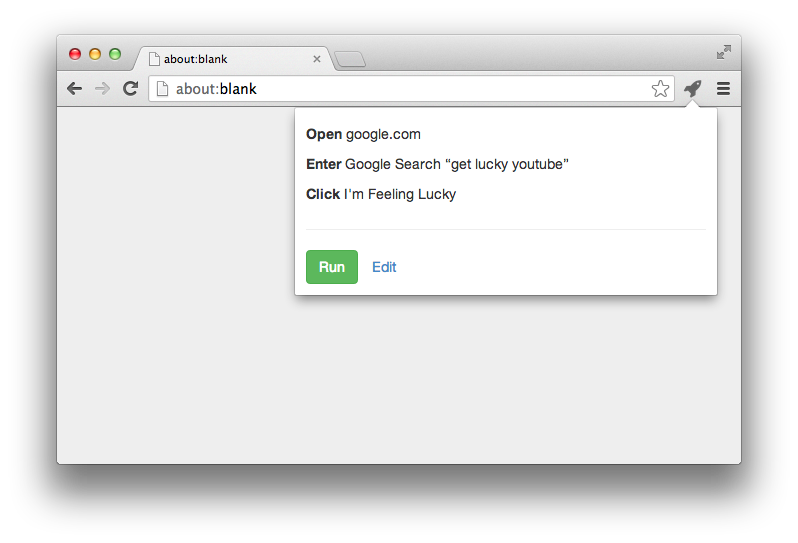 about:blank
about:blank
Open google.com
Enter Google Search “get lucky youtube”
Click I'm Feeling Lucky
Run Edit